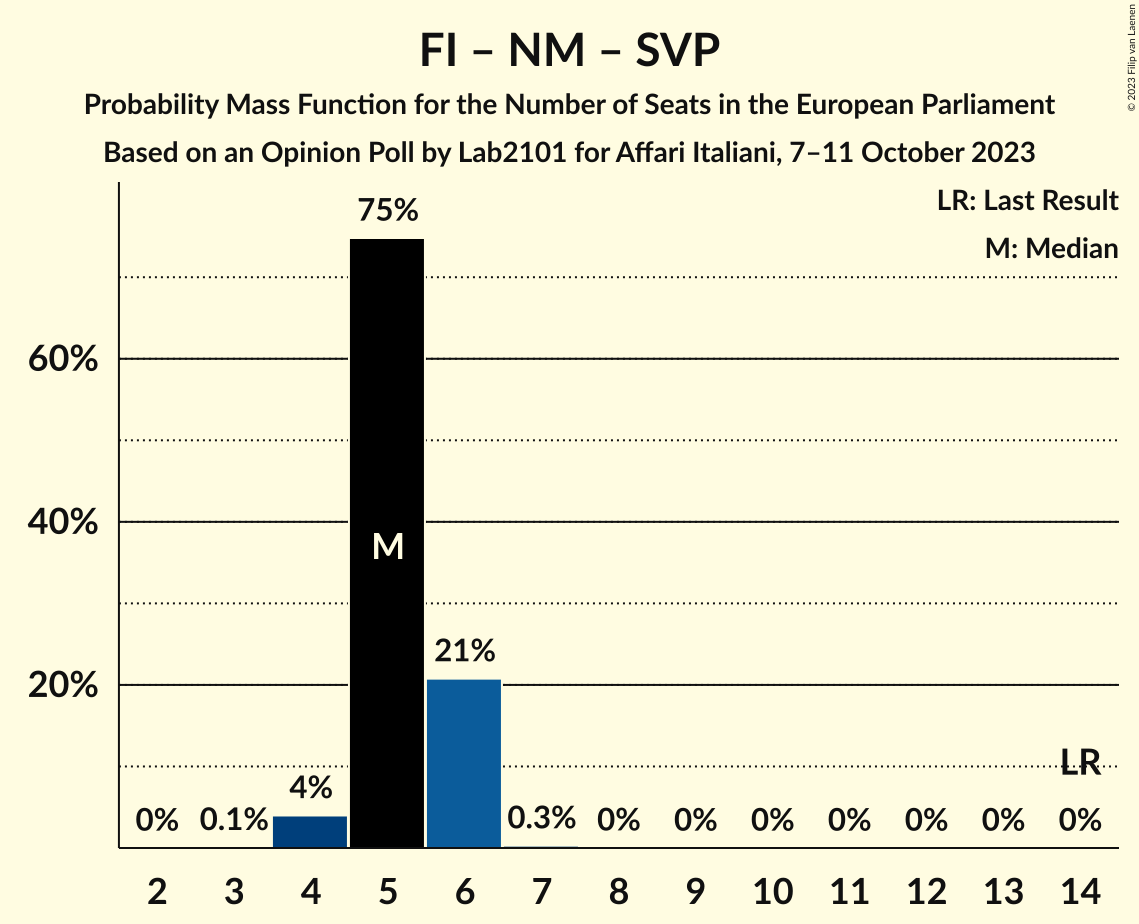 FI – NM – SVP
Probability Mass Function for the Number of Seats in the European Parliament
Based on an Opinion Poll by Lab2101 for Affari Italiani, 7–11 October 2023
© 2023 Filip van Laenen
LR: Last Result
M: Median
75%
60%
40%
M
21%
20%
LR
0% 0.1% 4% 0.3% 0% 0% 0% 0% 0% 0% 0%
2 3 4 5 6 7 8 9 10 11 12 13 14